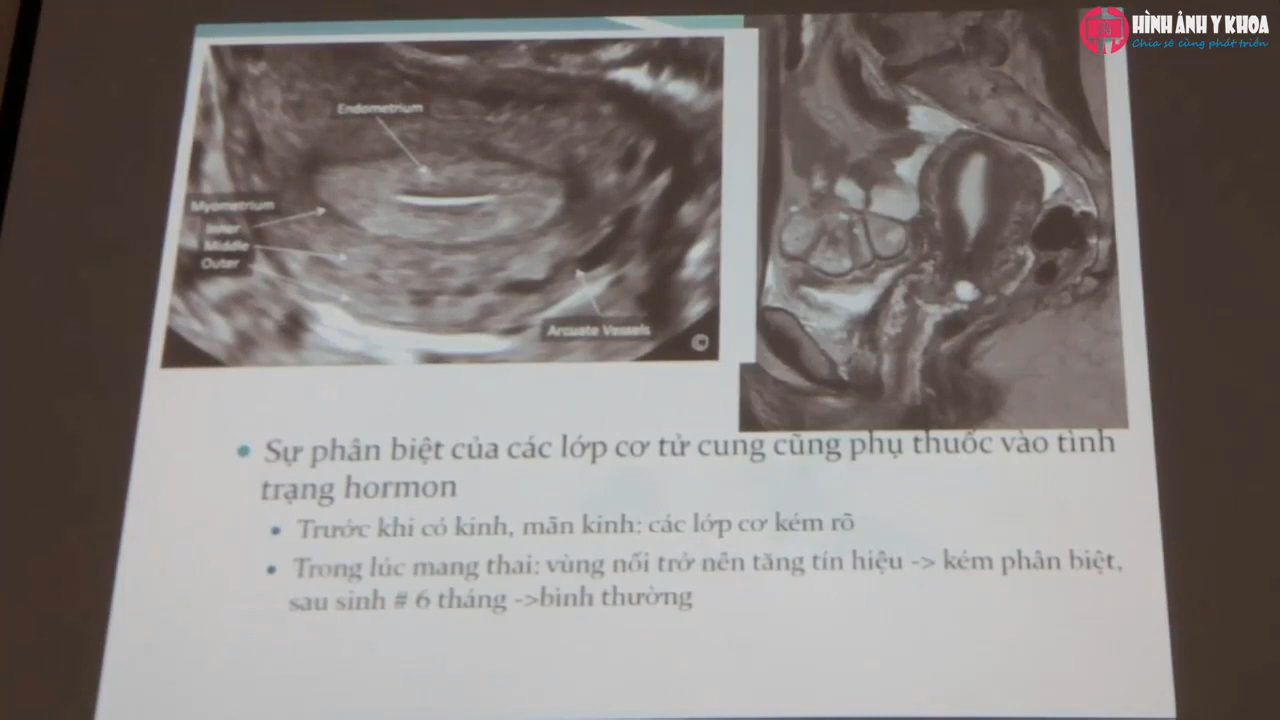 HÌNH ẢNH Y KHOA
Chia sẻ cùng phát triển
Endometrium
Myometrium
Inner
Middle
Outer
Arcuate Vessels
©
• Sự phân biệt của các lớp cơ tử cung cũng phụ thuốc vào tình
trạng hormon
• Trước khi có kinh, mãn kinh: các lớp cơ kém rõ
• Trong lúc mang thai: vùng nối trở nên tăng tín hiệu -> kém phân biệt,
sau sinh # 6 tháng ->bình thường